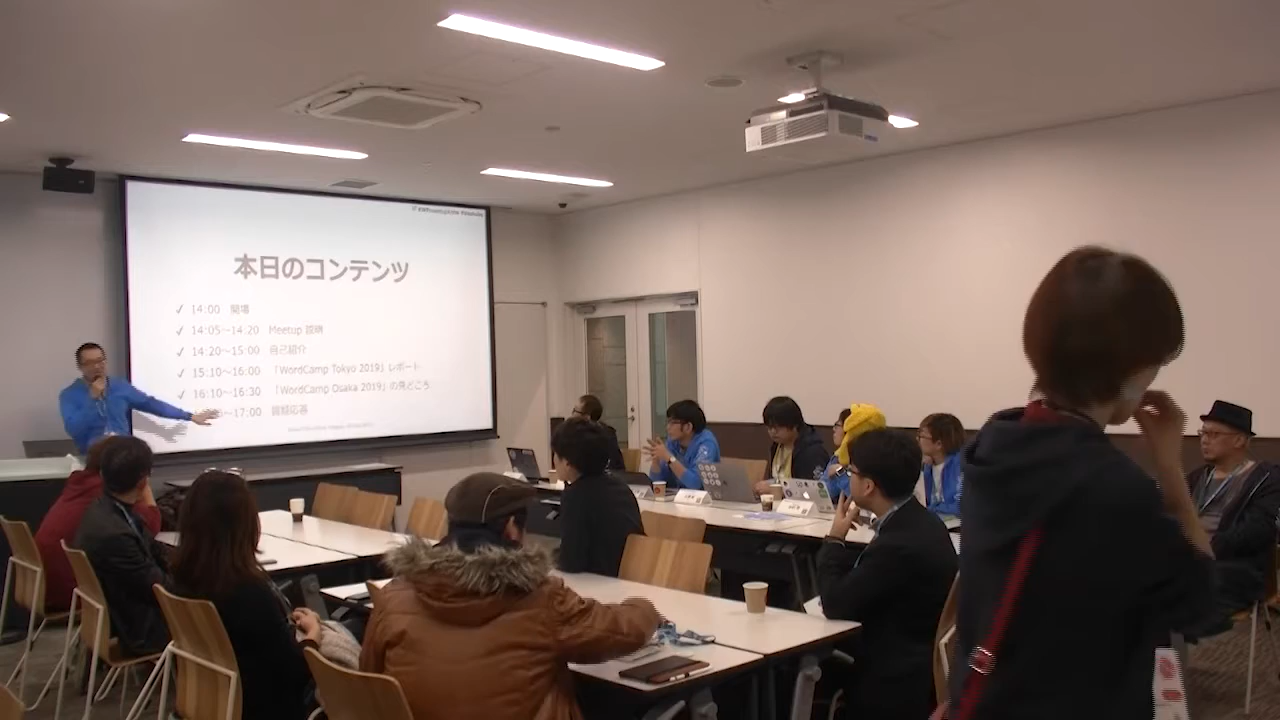 本日のコンテンツ
✓ 14:00 開場
✓ 14:05～14:20 Meetup 説明
✓ 14:20～15:00 自己紹介
✓ 15:10～16:00 「WordCamp Tokyo 2019」レポート
✓ 16:10～16:30 「WordCamp Osaka 2019」の見どころ
～17:00 質疑応答